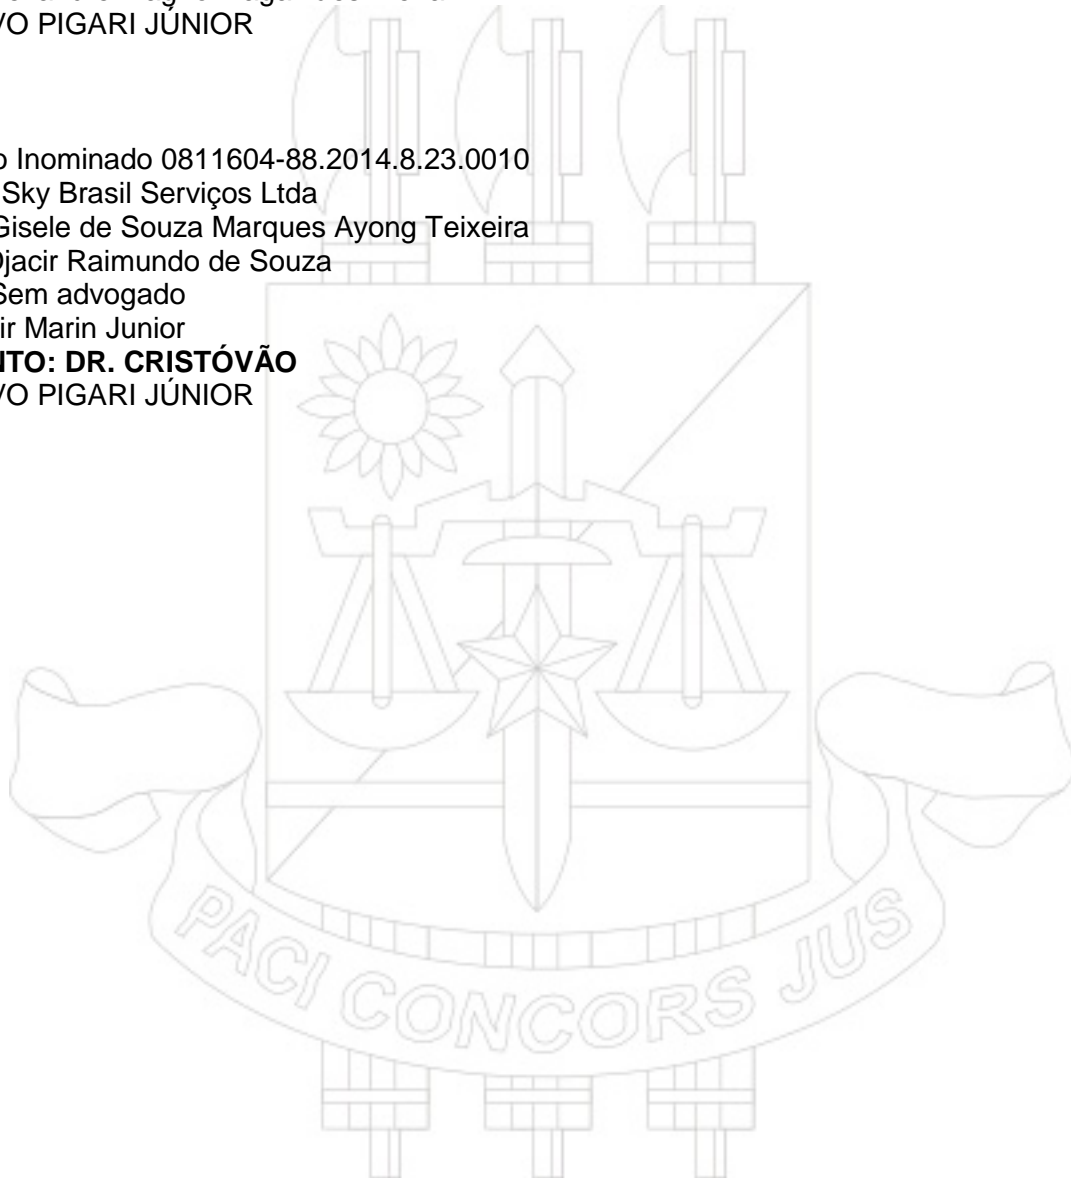 VO PIGARI JÚNIOR
o Inominado 0811604-88.2014.8.23.0010
Sky Brasil Serviços Ltda
Gisele de Souza Marques Ayong Teixeira
Djacir Raimundo de Souza
Sem advogado
ir Marin Junior
NTO: DR. CRISTÓVÃO
VO PIGARI JÚNIOR
PACI CONCORS JUS